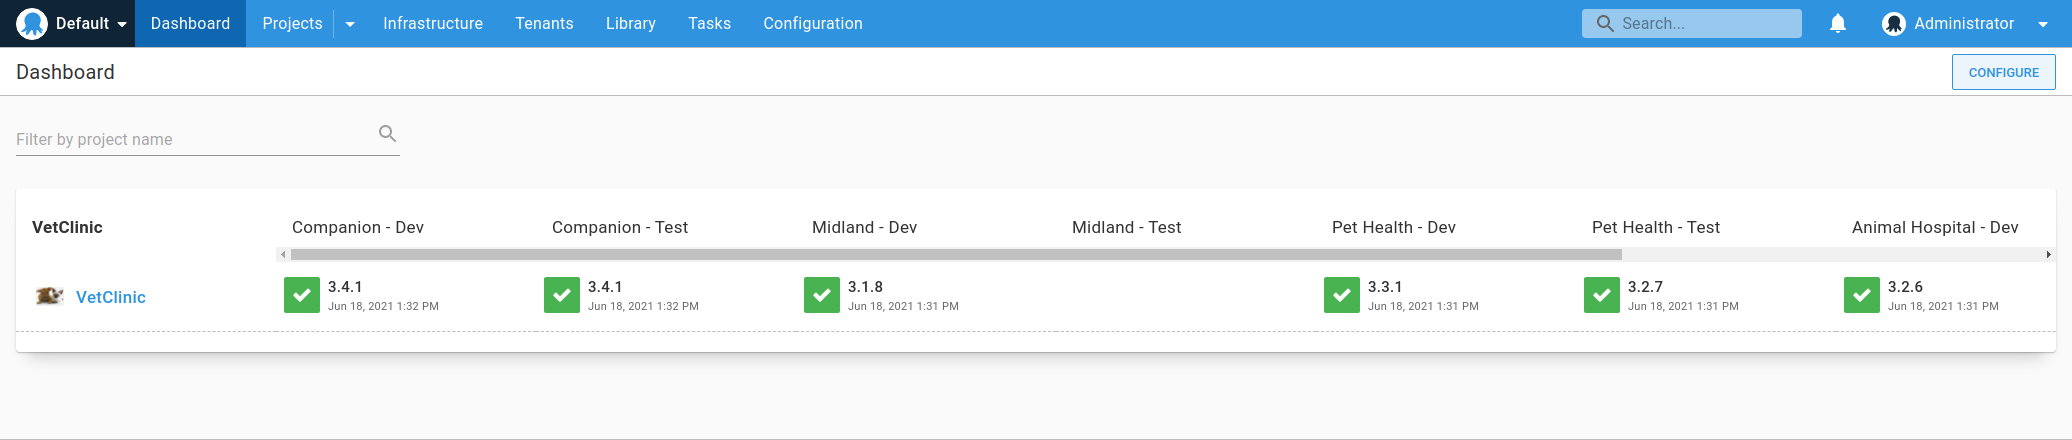 Default Dashboard Projects Infrastructure Tenants Library Tasks Configuration Search... Administrator
Dashboard CONFIGURE
Filter by project name
VetClinic Companion - Dev Companion - Test Midland - Dev Midland - Test Pet Health - Dev Pet Health - Test Animal Hospital - Dev
VetClinic 3.4.1 3.4.1 3.1.8 3.3.1 3.2.7 3.2.6
Jun 18, 2021 1:32 PM Jun 18, 2021 1:32 PM Jun 18, 2021 1:31 PM Jun 18, 2021 1:31 PM Jun 18, 2021 1:31 PM Jun 18, 2021 1:31 PM